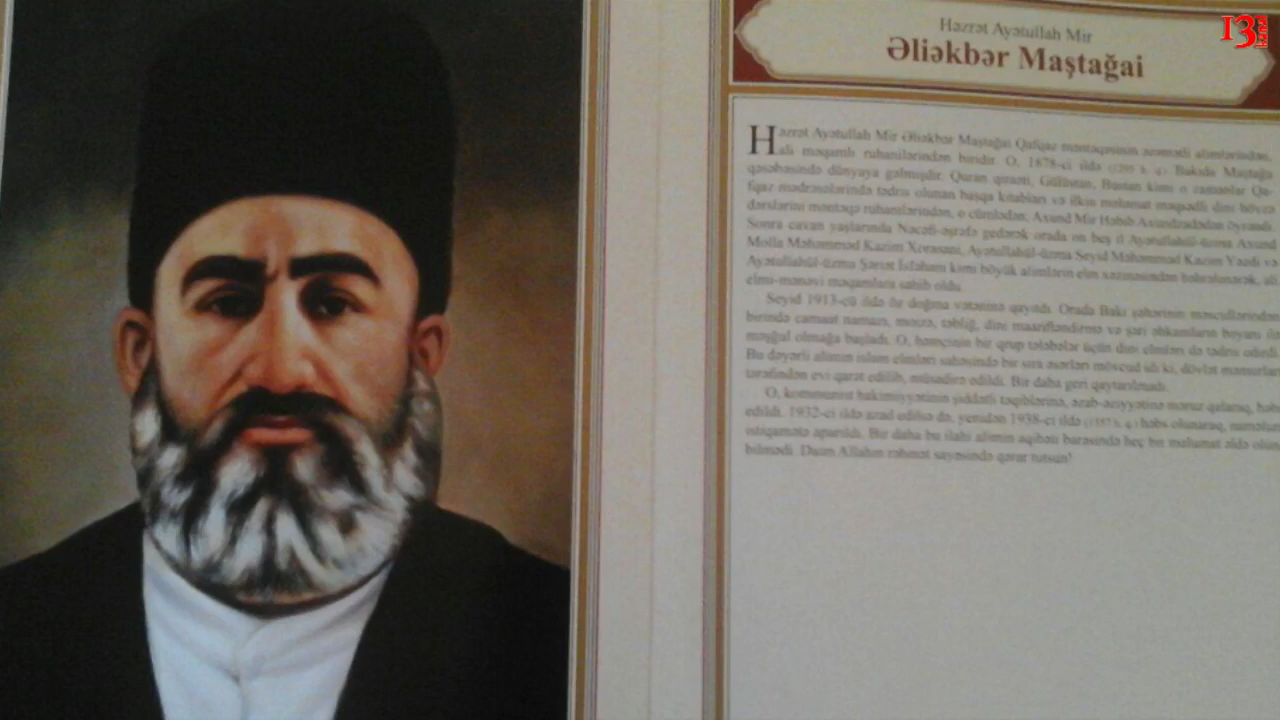 13
Həzrət Ayətullah Mir
Əliəkbər Maştağai
Həzrət Ayətullah Mir Əliəkbər Maştağai Qafqaz məntəqəsinin əzəmətli alimlərindən,
ali məqamlı ruhanilərindən biridir. O, 1878-ci ildə Bakıda Maştağa
qəsəbəsində dünyaya gəlmişdir. Quran qiraəti, Gülüstan, Bustan kimi o zamanlar Qa-
fqaz mədrəsələrində tədris olunan başqa kitabları və ilkin məlumat məqsədli dini hövzə
dərslərini məntəqə ruhanilərindən, o cümlədən, Axund Mir Həbib Axundzadədən öyrəndi.
Sonra cavan yaşlarında Nəcəfi-əşrəfə gedərək orada on beş il Ayətullahül-üzma Axund
Molla Məhəmməd Kazim Xorasani, Ayətullahül-üzma Seyid Məhəmməd Kazim Yəzdi və
Ayətullahül-üzma Şəriət İsfahani kimi böyük alimlərin elm xəzinəsindən bəhrələnərək, ali
elmi-mənəvi məqamlara sahib oldu.
Seyid 1913-cü ildə öz doğma vətəninə qayıtdı. Orada Bakı şəhərinin məscidlərindən
birində camaat namazı, moizə, təbliğ, dini maarifləndirmə və şəri əhkamların bəyanı ilə
məşğul olmağa başladı. O, həmçinin bir qrup tələbələr üçün dini elmləri də tədris edirdi.
Bu dəyərli alimin islam elmləri sahəsində bir sıra əsərləri mövcud idi ki, dövlət məmurları
tərəfindən evi qarət edilib, müsadirə edildi. Bir daha geri qaytarılmadı.
O, kommunist hakimiyyətinin şiddətli təqiblərinə, əzab-əziyyətinə məruz qalaraq, həbs
edildi. 1932-ci ildə azad edilsə də, yenidən 1938-ci ildə (1357 h. q.) həbs olunaraq, naməlum
istiqamətə aparıldı. Bir daha bu ilahi alimin aqibəti barəsində heç bir məlumat əldə oluna
bilmədi. Daim Allahın rəhmət sayəsində qərar tutsun!